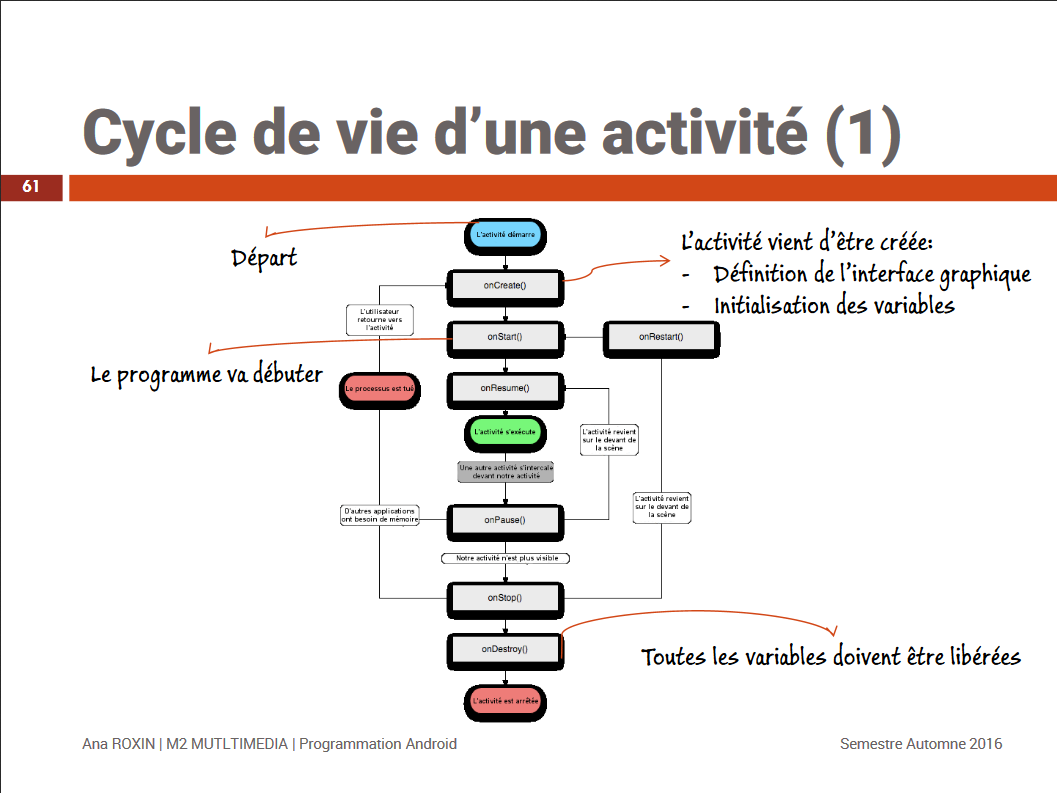 Cycle de vie d’une activité (1)
61
L'activité démarre
Départ
L’activité vient d’être créée:
- Définition de l’interface graphique
- Initialisation des variables
onCreate()
L'utilisateur
retourne vers
l'activité
onStart()
onRestart()
Le programme va débuter
Le processus est tué
onResume()
L'activité s'exécute
L'activité revient
sur le devant de
la scène
Une autre activité s'intercale
devant notre activité
L'activité revient
sur le devant de
la scène
D'autres applications
ont besoin de mémoire
onPause()
Notre activité n'est plus visible
onStop()
onDestroy()
Toutes les variables doivent être libérées
L'activité est arrêtée
Ana ROXIN | M2 MUTLTIMEDIA | Programmation Android
Semestre Automne 2016